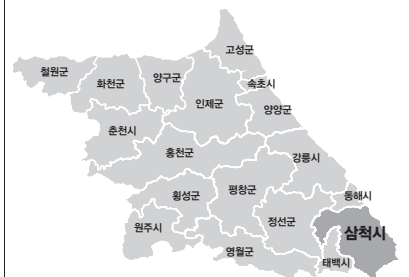 고성군
철원군
화천군
양구군
속초시
인제군
양양군
춘천시
홍천군
강릉시
횡성군
평창군
동해시
원주시
정선군
삼척시
영월군
태백시